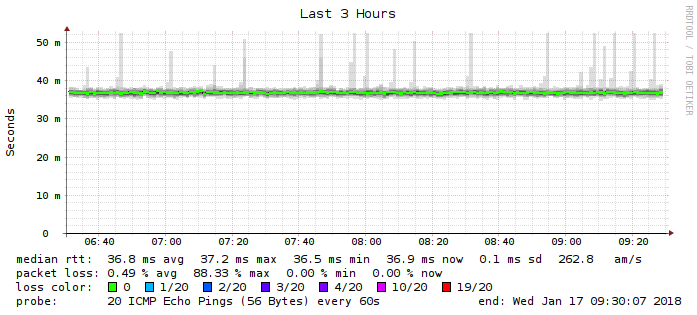 Last 3 Hours
RRDTOOL / TOBI OETIKER
Seconds
50 m
40 m
30 m
20 m
10 m
0
06:40 07:00 07:20 07:40 08:00 08:20 08:40 09:00 09:20
median rtt: 36.8 ms avg 37.2 ms max 36.5 ms min 36.9 ms now 0.1 ms sd 262.8 am/s
packet loss: 0.49 % avg 88.33 % max 0.00 % min 0.00 % now
loss color: 0 1/20 2/20 3/20 4/20 10/20 19/20
probe: 20 ICMP Echo Pings (56 Bytes) every 60s end: Wed Jan 17 09:30:07 2018